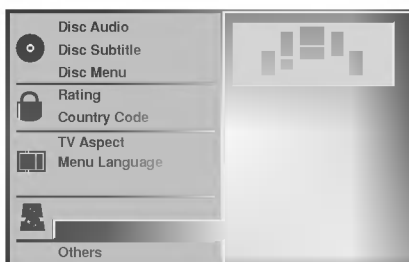 Disc Audio
Disc Subtitle
Disc Menu
Rating
Country Code
TV Aspect
Menu Language
Others